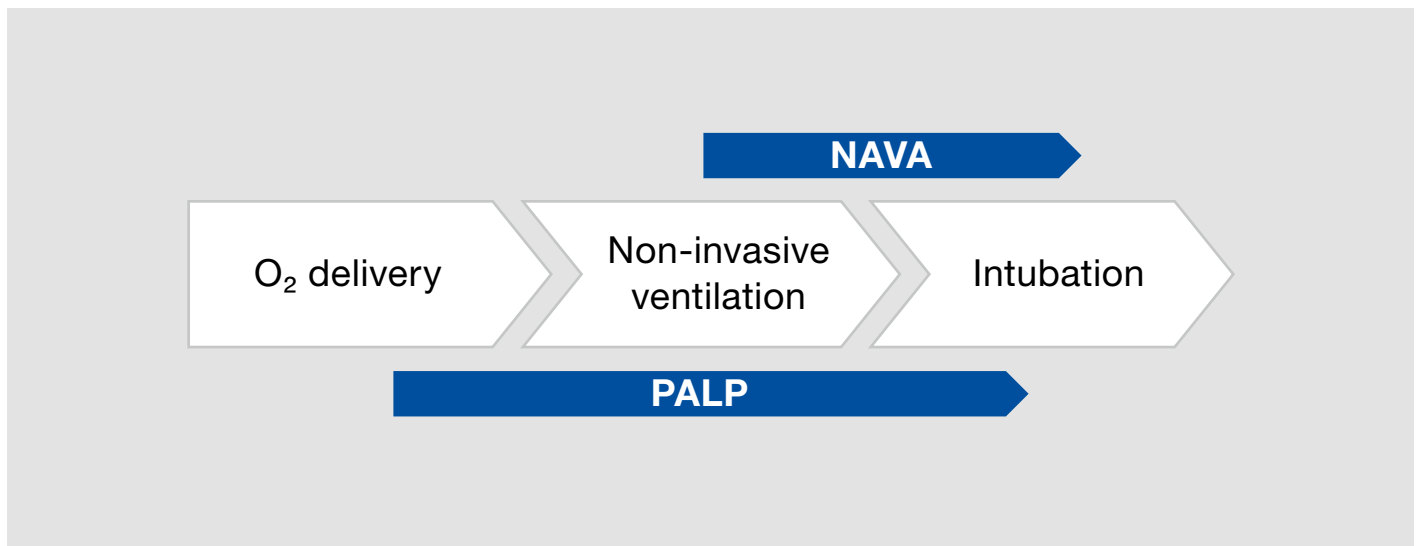 NAVA
O₂ delivery
Non-invasive
ventilation
Intubation
PALP